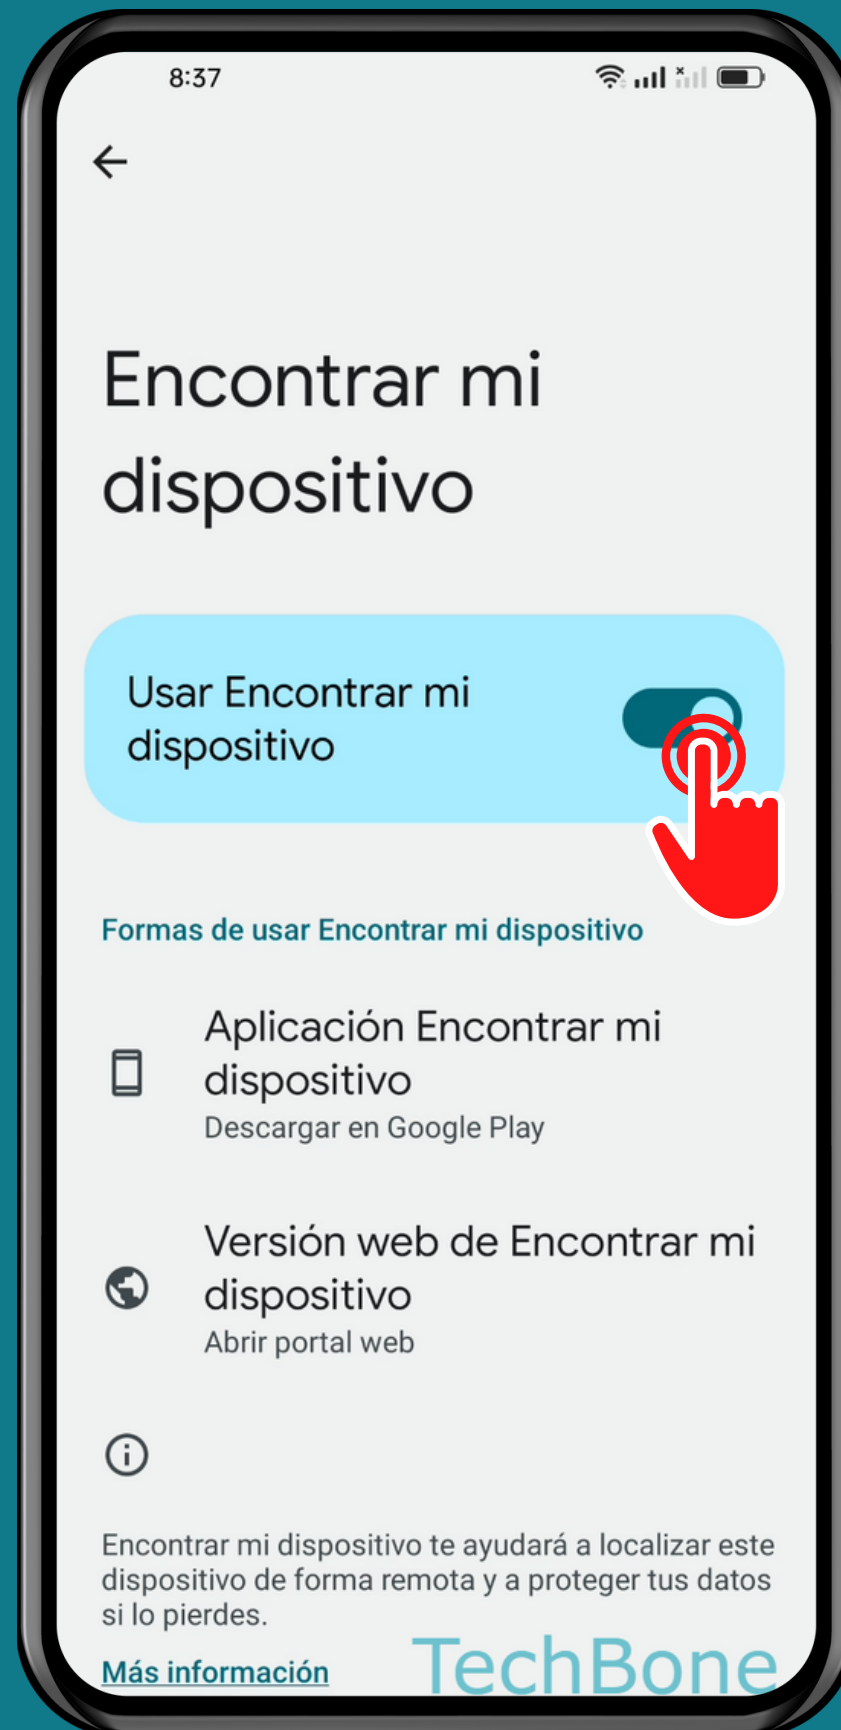 8:37
Encontrar mi
dispositivo
Usar Encontrar mi
dispositivo
Formas de usar Encontrar mi dispositivo
Aplicación Encontrar mi
dispositivo
Descargar en Google Play
Versión web de Encontrar mi
dispositivo
Abrir portal web
Encontrar mi dispositivo te ayudará a localizar este
dispositivo de forma remota y a proteger tus datos
si lo pierdes.
Más información
TechBone